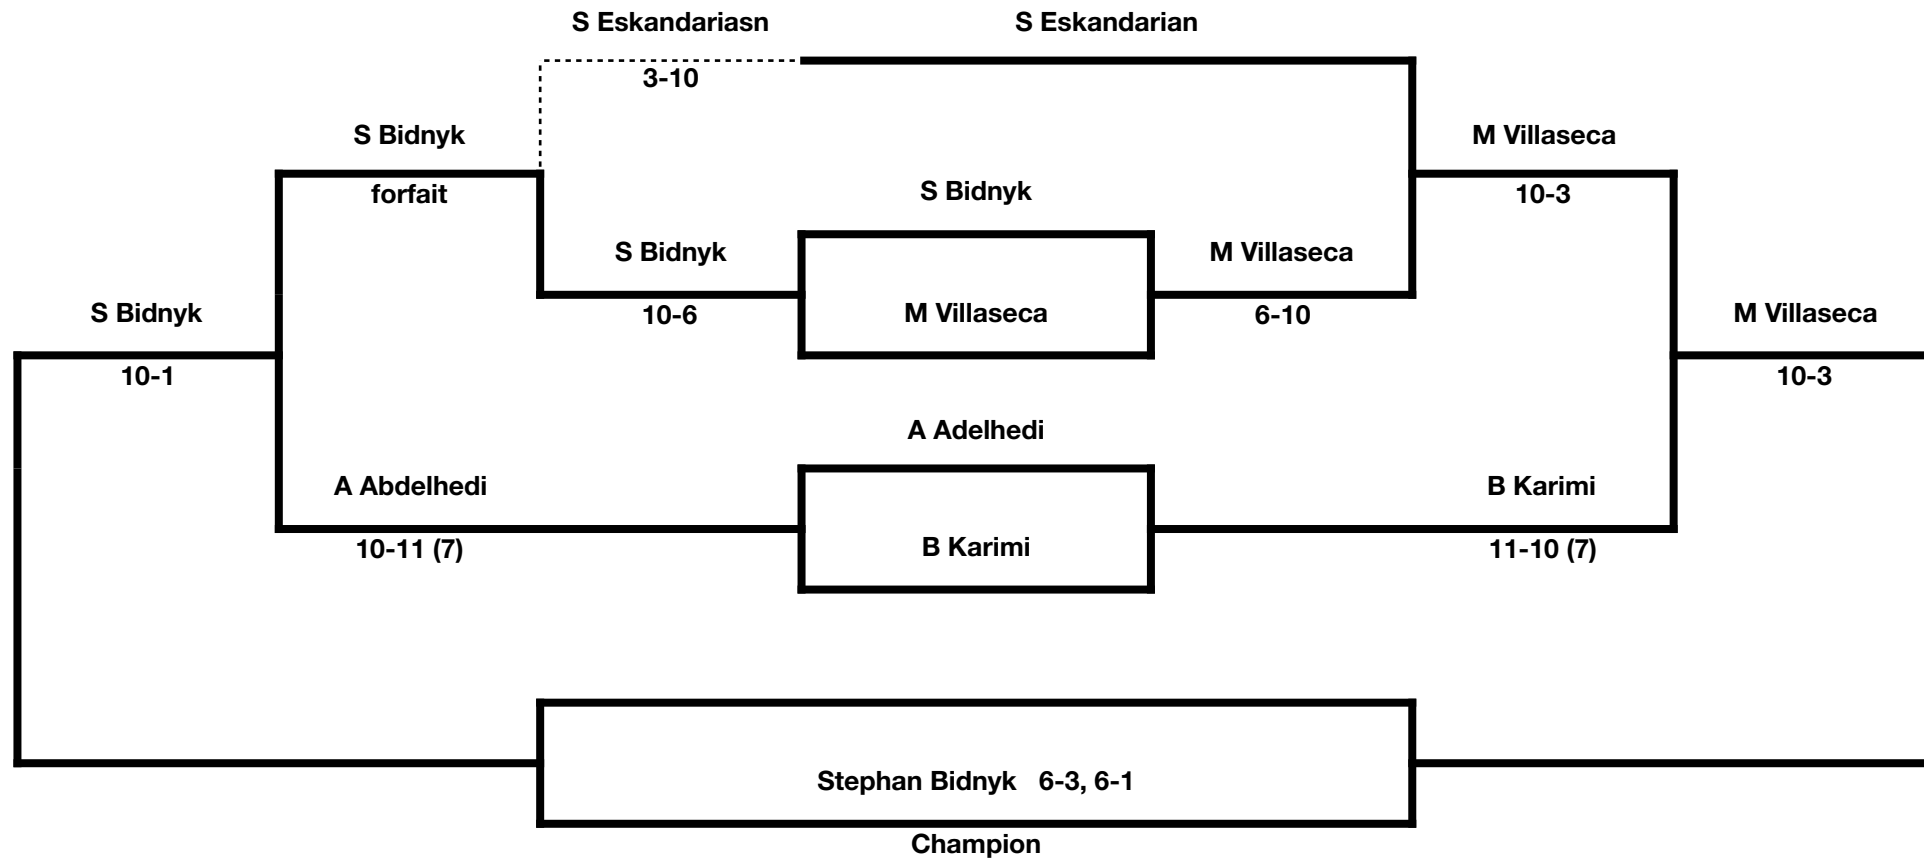 S Eskandariasn
S Eskandarian
3-10
S Bidnyk
M Villaseca
forfait
S Bidnyk
10-3
S Bidnyk
M Villaseca
S Bidnyk
10-6
M Villaseca
6-10
M Villaseca
10-1
10-3
A Adelhedi
A Abdelhedi
B Karimi
10-11 (7)
B Karimi
11-10 (7)
Stephan Bidnyk 6-3, 6-1
Champion